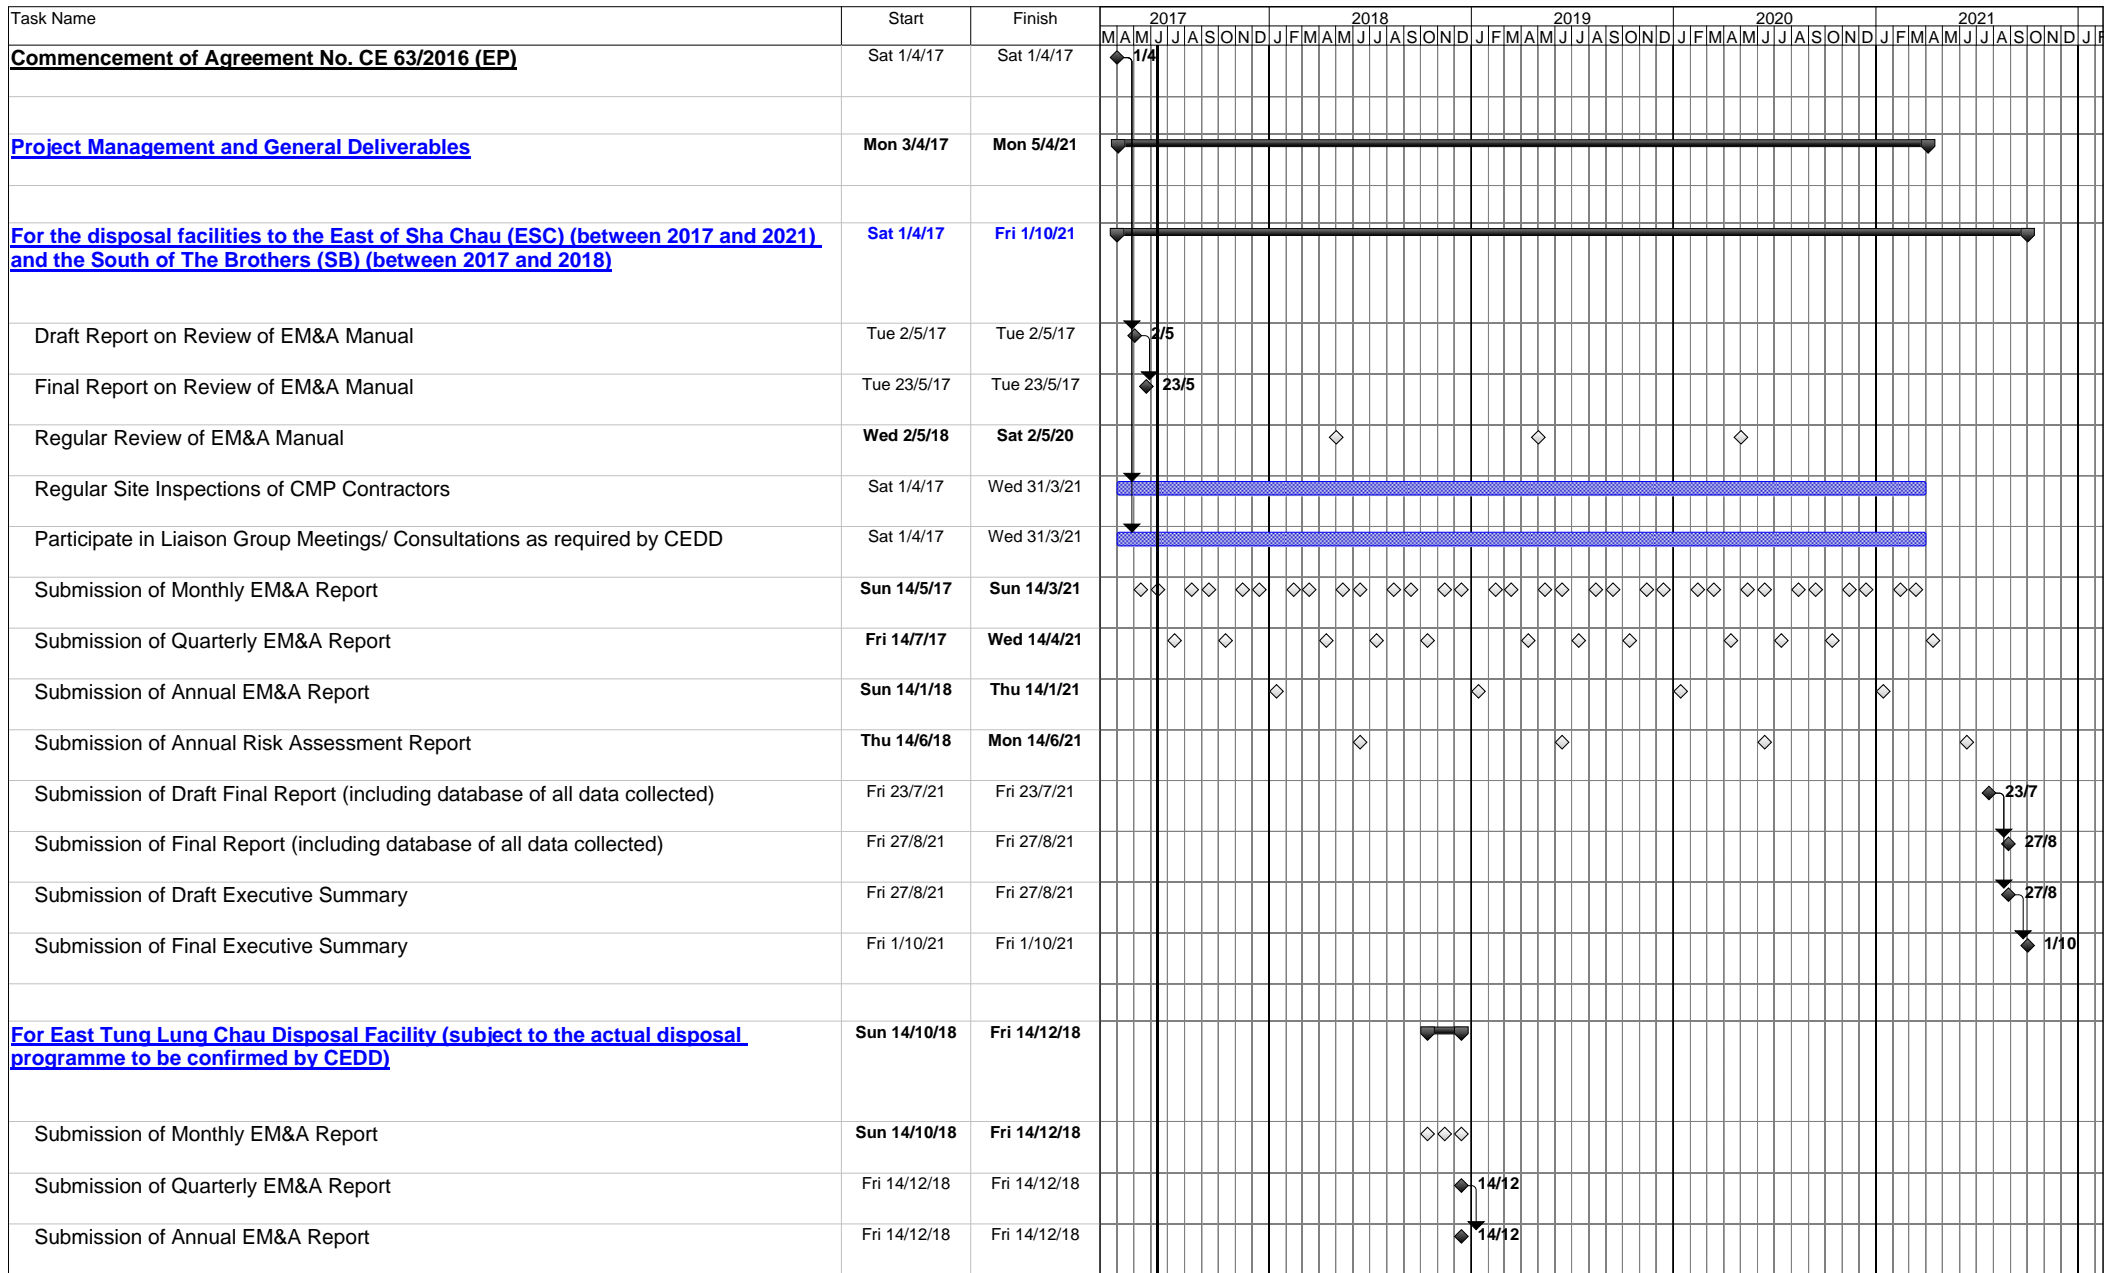 Task Name Start Finish 2017 2018 2019 2020 2021
M A M J J A S O N D J F M A M J J A S O N D J F M A M J J A S O N D J F M A M J J A S O N D J F M A M J J A S O N D J F
Commencement of Agreement No. CE 63/2016 (EP) Sat 1/4/17 Sat 1/4/17 1/4
Project Management and General Deliverables Mon 3/4/17 Mon 5/4/21
For the disposal facilities to the East of Sha Chau (ESC) (between 2017 and 2021) Sat 1/4/17 Fri 1/10/21
and the South of The Brothers (SB) (between 2017 and 2018)
Draft Report on Review of EM&A Manual Tue 2/5/17 Tue 2/5/17 2/5
Final Report on Review of EM&A Manual Tue 23/5/17 Tue 23/5/17 23/5
Regular Review of EM&A Manual Wed 2/5/18 Sat 2/5/20
Regular Site Inspections of CMP Contractors Sat 1/4/17 Wed 31/3/21
Participate in Liaison Group Meetings/ Consultations as required by CEDD Sat 1/4/17 Wed 31/3/21
Submission of Monthly EM&A Report Sun 14/5/17 Sun 14/3/21
Submission of Quarterly EM&A Report Fri 14/7/17 Wed 14/4/21
Submission of Annual EM&A Report Sun 14/1/18 Thu 14/1/21
Submission of Annual Risk Assessment Report Thu 14/6/18 Mon 14/6/21
Submission of Draft Final Report (including database of all data collected) Fri 23/7/21 Fri 23/7/21 23/7
Submission of Final Report (including database of all data collected) Fri 27/8/21 Fri 27/8/21 27/8
Submission of Draft Executive Summary Fri 27/8/21 Fri 27/8/21 27/8
Submission of Final Executive Summary Fri 1/10/21 Fri 1/10/21 1/10
For East Tung Lung Chau Disposal Facility (subject to the actual disposal Sun 14/10/18 Fri 14/12/18
programme to be confirmed by CEDD)
Submission of Monthly EM&A Report Sun 14/10/18 Fri 14/12/18
Submission of Quarterly EM&A Report Fri 14/12/18 Fri 14/12/18 14/12
Submission of Annual EM&A Report Fri 14/12/18 Fri 14/12/18 14/12